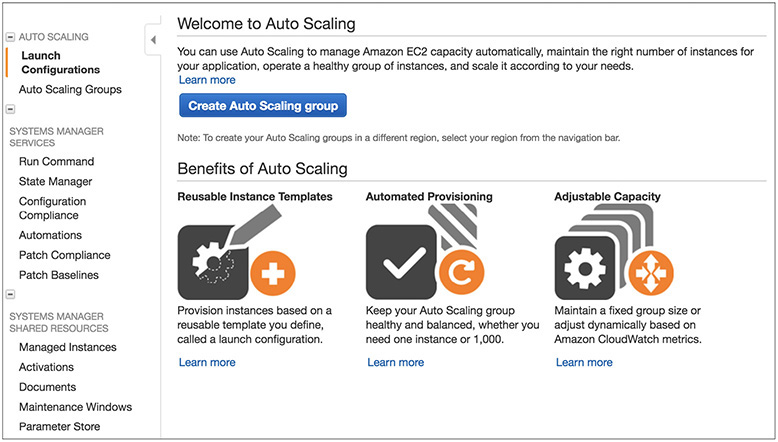 AUTO SCALING
Launch
Configurations
Auto Scaling Groups
SYSTEMS MANAGER
SERVICES
Run Command
State Manager
Configuration
Compliance
Automations
Patch Compliance
Patch Baselines
SYSTEMS MANAGER
SHARED RESOURCES
Managed Instances
Activations
Documents
Maintenance Windows
Parameter Store
Welcome to Auto Scaling
You can use Auto Scaling to manage Amazon EC2 capacity automatically, maintain the right number of instances for
your application, operate a healthy group of instances, and scale it according to your needs.
Learn more
Create Auto Scaling group
Note: To create your Auto Scaling groups in a different region, select your region from the navigation bar.
Benefits of Auto Scaling
Reusable Instance Templates
Provision instances based on a
reusable template you define,
called a launch configuration.
Learn more
Automated Provisioning
Keep your Auto Scaling group
healthy and balanced, whether you
need one instance or 1,000.
Learn more
Adjustable Capacity
Maintain a fixed group size or
adjust dynamically based on
Amazon CloudWatch metrics.
Learn more